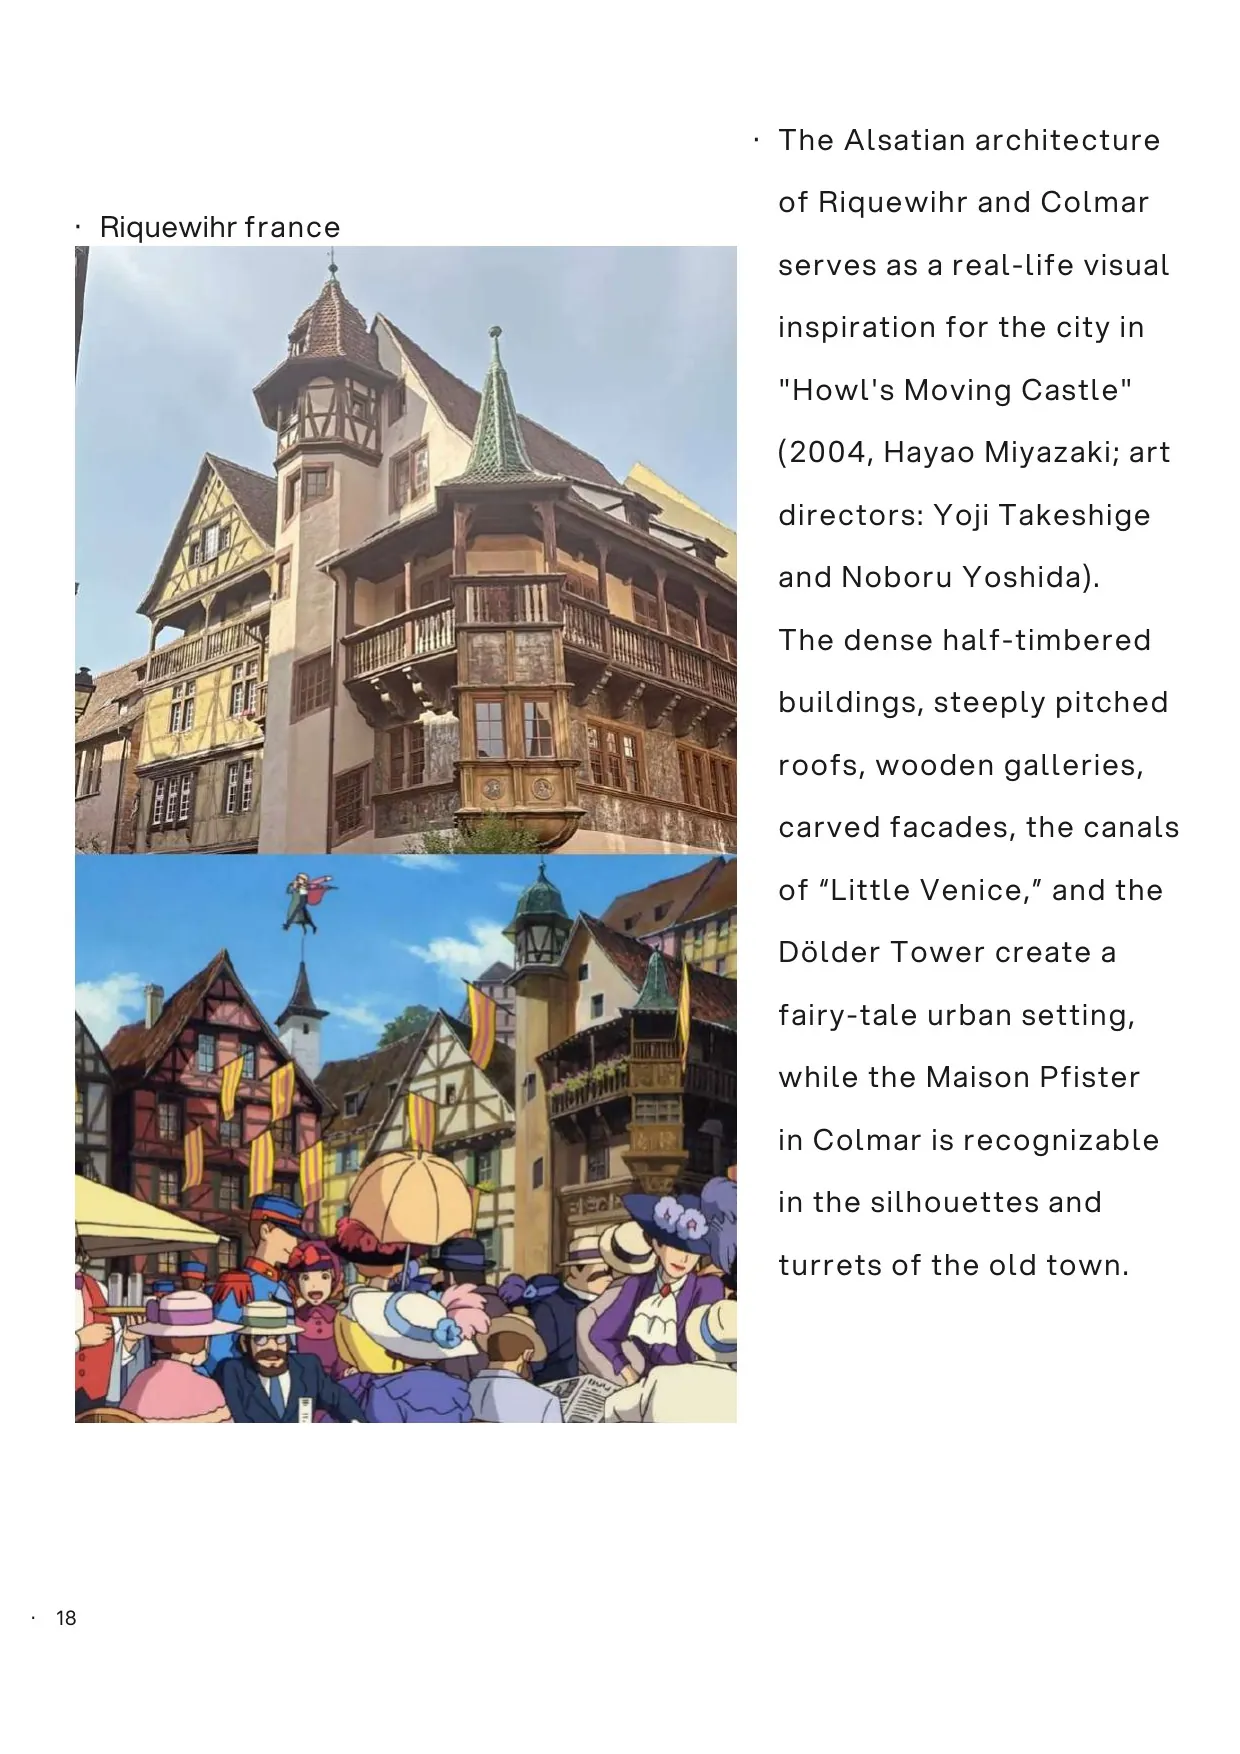 · Riquewihr france
· The Alsatian architecture
of Riquewihr and Colmar
serves as a real-life visual
inspiration for the city in
"Howl's Moving Castle"
(2004, Hayao Miyazaki; art
directors: Yoji Takeshige
and Noboru Yoshida).
The dense half-timbered
buildings, steeply pitched
roofs, wooden galleries,
carved facades, the canals
of “Little Venice,” and the
Dölder Tower create a
fairy-tale urban setting,
while the Maison Pfister
in Colmar is recognizable
in the silhouettes and
turrets of the old town.
· 18